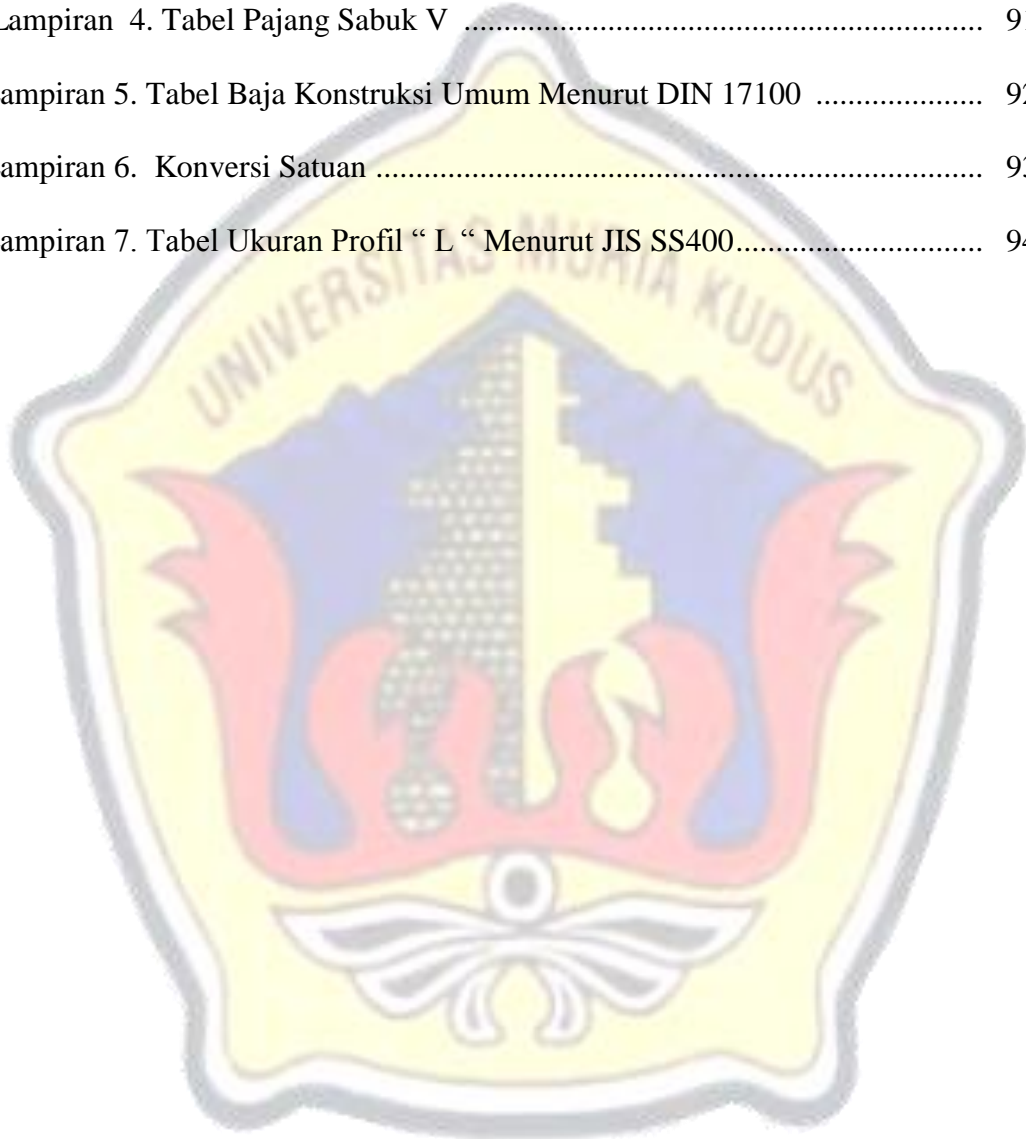 Lampiran 4. Tabel Pajang Sabuk V ................................................................. 91
ampiran 5. Tabel Baja Konstruksi Umum Menurut DIN 17100 ..................... 92
ampiran 6. Konversi Satuan ............................................................................ 93
ampiran 7. Tabel Ukuran Profil “ L “ Menurut JIS SS400............................... 94
UNIVERSITAS MURIA KUDUS